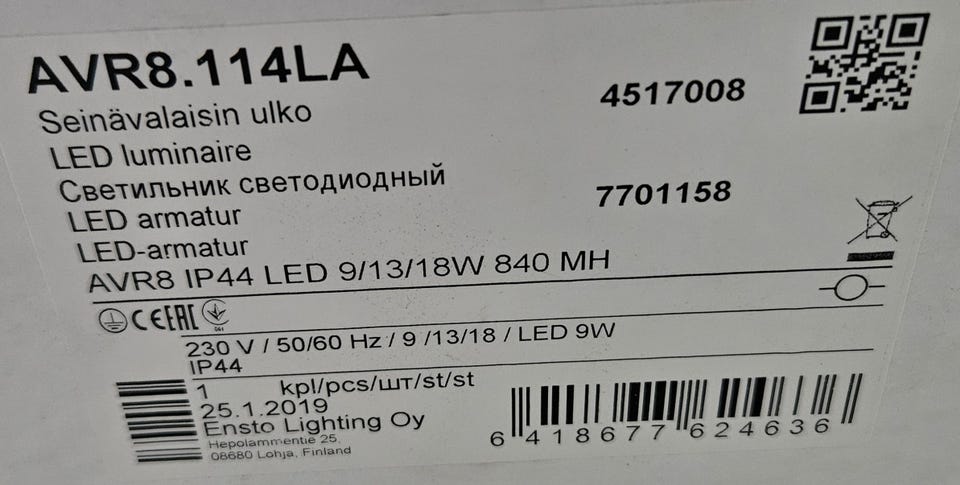 AVR8.114LA
4517008
Seinävalaisin ulko
LED luminaire
Светильник светодиодный
7701158
LED armatur
LED-armatur
AVR8 IP44 LED 9/13/18W 840 MH
CE EAC
230 V / 50/60 Hz / 9 /13/18 / LED 9W
IP44
1 kpl/pcs/шт/st/st
25.1.2019
Ensto Lighting Oy
Hepolammentie 25,
08680 Lohja, Finland
6 418677 624636